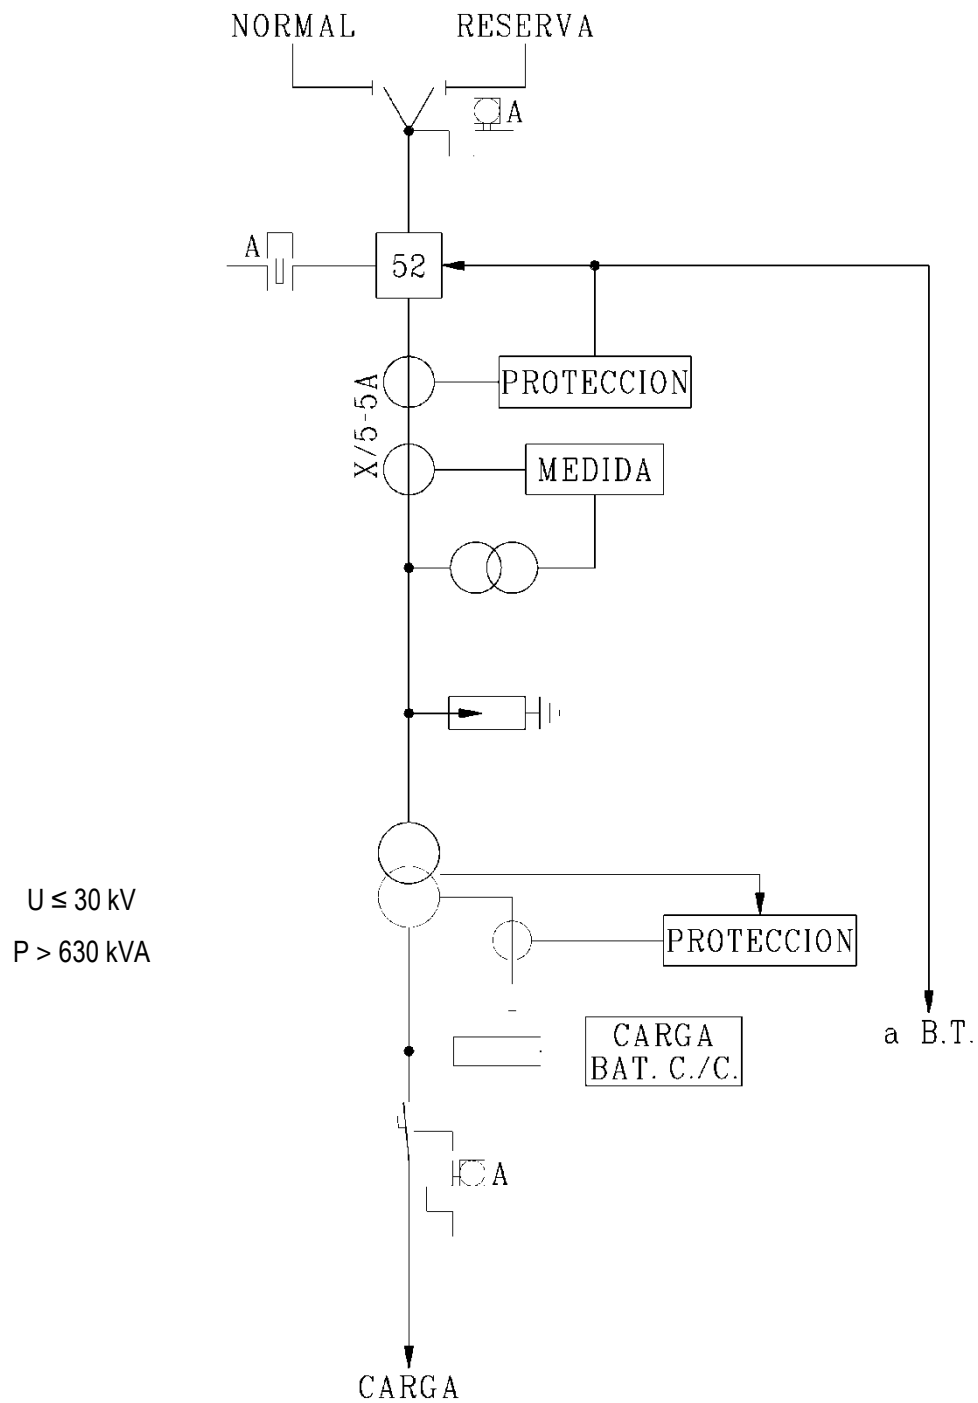 NORMAL
RESERVA
A
A
52
PROTECCION
X/5-5A
MEDIDA
U ≤ 30 kV
P > 630 kVA
PROTECCION
CARGA
BAT. C./C.
a B.T.
A
CARGA